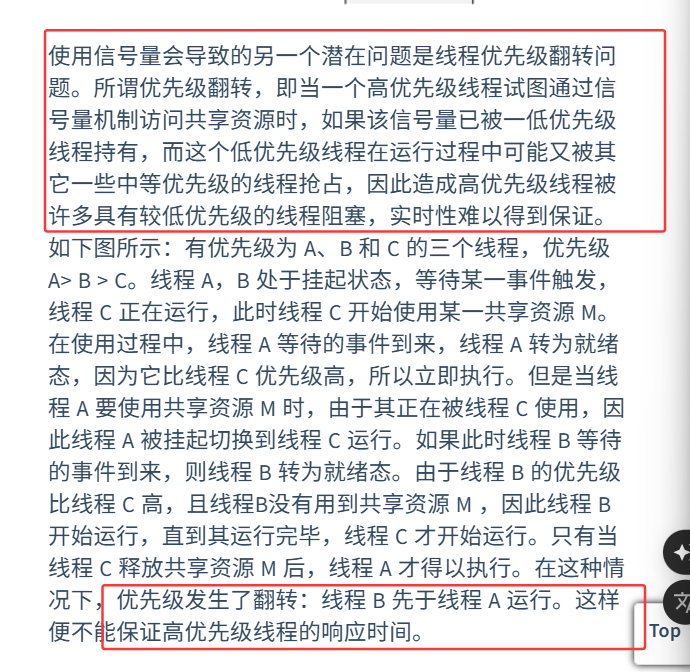 使用信号量会导致的另一个潜在问题是线程优先级翻转问
题。所谓优先级翻转，即当一个高优先级线程试图通过信
号量机制访问共享资源时，如果该信号量已被一低优先级
线程持有，而这个低优先级线程在运行过程中可能又被其
它一些中等优先级的线程抢占，因此造成高优先级线程被
许多具有较低优先级的线程阻塞，实时性难以得到保证。
如下图所示：有优先级为 A、B 和 C 的三个线程，优先级
A> B > C。线程 A，B 处于挂起状态，等待某一事件触发，
线程 C 正在运行，此时线程 C 开始使用某一共享资源 M。
在使用过程中，线程 A 等待的事件到来，线程 A 转为就绪
态，因为它比线程 C 优先级高，所以立即执行。但是当线
程 A 要使用共享资源 M 时，由于其正在被线程 C 使用，因
此线程 A 被挂起切换到线程 C 运行。如果此时线程 B 等待
的事件到来，则线程 B 转为就绪态。由于线程 B 的优先级
比线程 C 高，且线程B没有用到共享资源 M ，因此线程 B
开始运行，直到其运行完毕，线程 C 才开始运行。只有当
线程 C 释放共享资源 M 后，线程 A 才得以执行。在这种情
况下，优先级发生了翻转：线程 B 先于线程 A 运行。这样
便不能保证高优先级线程的响应时间。
文
Top